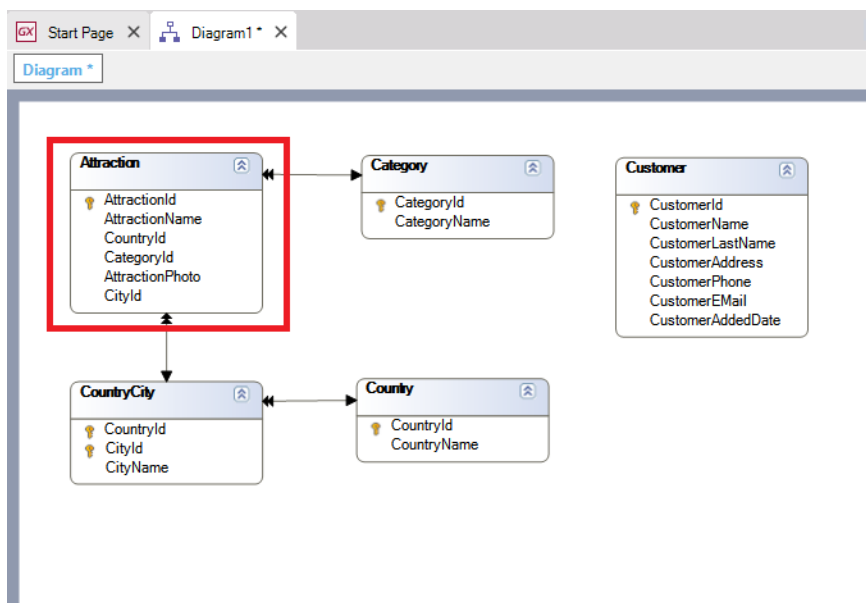 GX Start Page Diagram1 *
Diagram *
Attraction
AttractionId
AttractionName
CountryId
CategoryId
AttractionPhoto
CityId
Category
CategoryId
CategoryName
Customer
CustomerId
CustomerName
CustomerLastName
CustomerAddress
CustomerPhone
CustomerEMail
CustomerAddedDate
CountryCity
CountryId
CityId
CityName
Country
CountryId
CountryName